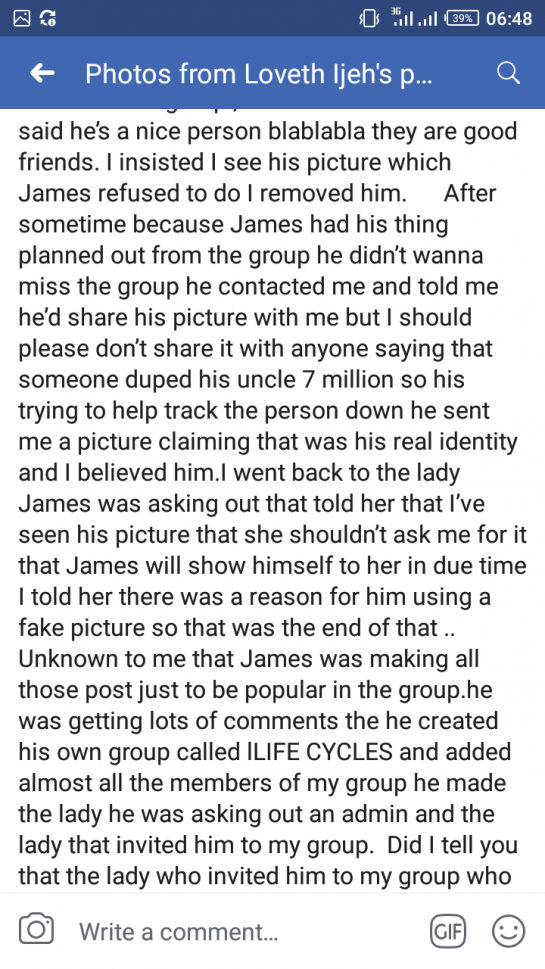 3G
39%
06:48
Photos from Loveth Ijeh's p...
said he's a nice person blablabla they are good
friends. I insisted I see his picture which
James refused to do I removed him. After
sometime because James had his thing
planned out from the group he didn't wanna
miss the group he contacted me and told me
he'd share his picture with me but I should
please don't share it with anyone saying that
someone duped his uncle 7 million so his
trying to help track the person down he sent
me a picture claiming that was his real identity
and I believed him.I went back to the lady
James was asking out that told her that I've
seen his picture that she shouldn't ask me for it
that James will show himself to her in due time
I told her there was a reason for him using a
fake picture so that was the end of that ..
Unknown to me that James was making all
those post just to be popular in the group.he
was getting lots of comments the he created
his own group called lLIFE CYCLES and added
almost all the members of my group he made
the lady he was asking out an admin and the
lady that invited him to my group.  Did I tell you
that the lady who invited him to my group who
Write a comment...
GIF